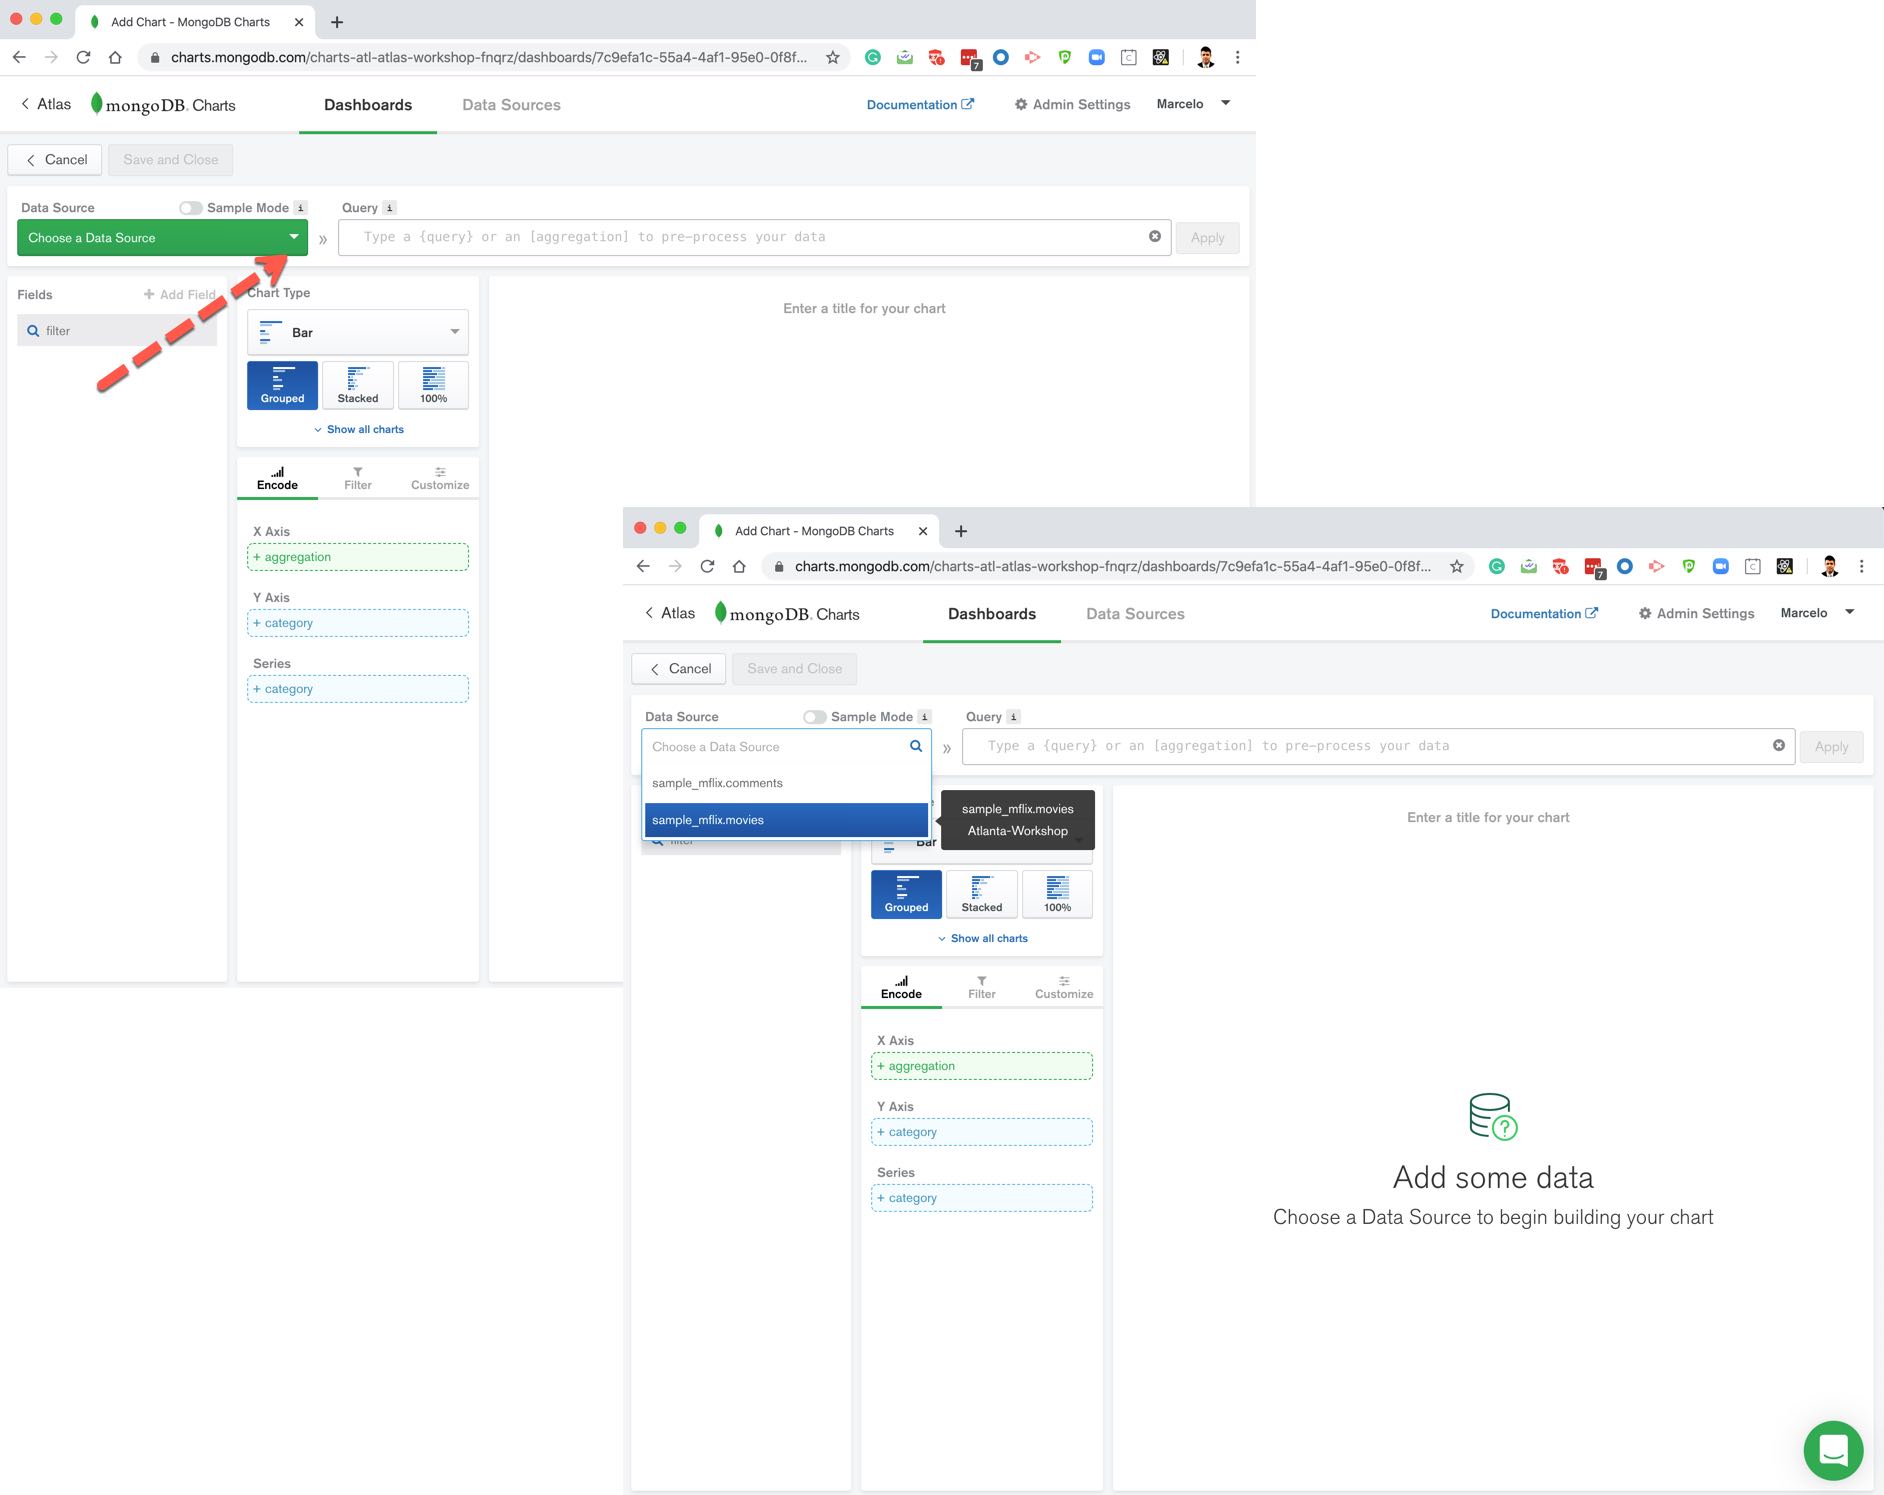 Add Chart - MongoDB Charts
charts.mongodb.com/charts-atl-atlas-workshop-fnqrz/dashboards/7c9efa1c-55a4-4af1-95e0-0f8f...
7
Atlas
mongoDB. Charts
Dashboards
Data Sources
Documentation
Admin Settings
Marcelo
Cancel
Save and Close
Data Source
Sample Mode
i
Query
i
Choose a Data Source
»
Type a {query} or an [aggregation] to pre-process your data
Apply
Fields
+ Add Field
filter
Chart Type
Bar
Grouped
Stacked
100%
Show all charts
Encode
Filter
Customize
X Axis
+ aggregation
Y Axis
+ category
Series
+ category
Enter a title for your chart
Add Chart - MongoDB Charts
charts.mongodb.com/charts-atl-atlas-workshop-fnqrz/dashboards/7c9efa1c-55a4-4af1-95e0-0f8f...
7
Atlas
mongoDB. Charts
Dashboards
Data Sources
Documentation
Admin Settings
Marcelo
Cancel
Save and Close
Data Source
Sample Mode
i
Query
i
Choose a Data Source
»
Type a {query} or an [aggregation] to pre-process your data
Apply
sample_mflix.comments
sample_mflix.movies
sample_mflix.movies
Atlanta-Workshop
filter
Bar
Grouped
Stacked
100%
Show all charts
Encode
Filter
Customize
X Axis
+ aggregation
Y Axis
+ category
Series
+ category
Enter a title for your chart
Add some data
Choose a Data Source to begin building your chart